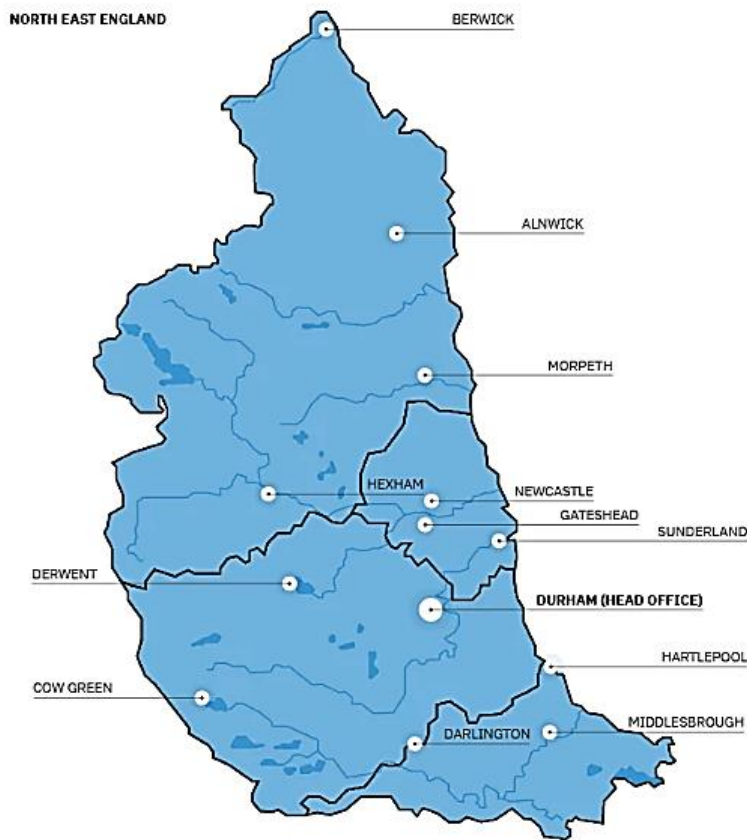 NORTH EAST ENGLAND
BERWICK
ALNWICK
MORPETH
HEXHAM
NEWCASTLE
GATESHEAD
SUNDERLAND
DERWENT
DURHAM (HEAD OFFICE)
HARTLEPOOL
COW GREEN
MIDDLESBROUGH
DARLINGTON